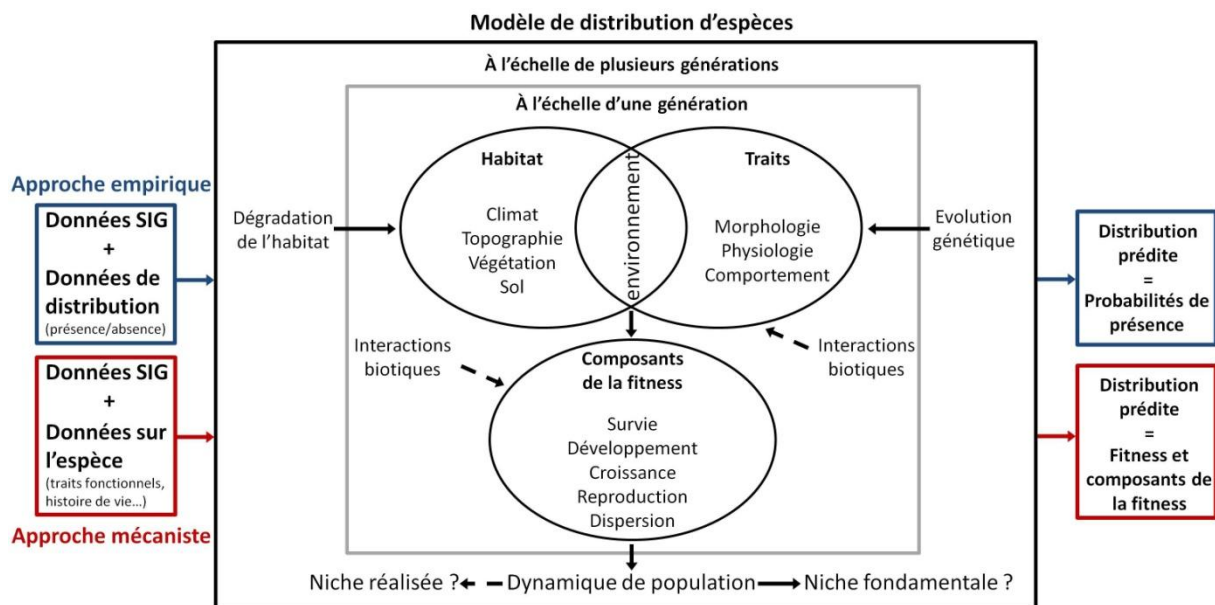 Modèle de distribution d'espèces
À l'échelle de plusieurs générations
À l'échelle d'une génération
Approche empirique
Données SIG
+
Données de
distribution
(présence/absence)
Données SIG
+
Données sur
l'espèce
(traits fonctionnels,
histoire de vie...)
Approche mécaniste
Dégradation
de l'habitat
Habitat
Climat
Topographie
Végétation
Sol
environnement
Traits
Morphologie
Physiologie
Comportement
Evolution
génétique
Interactions
biotiques
Composants
de la fitness
Survie
Développement
Croissance
Reproduction
Dispersion
Interactions
biotiques
Niche réalisée ? Dynamique de population Niche fondamentale ?
Distribution
prédite
=
Probabilités de
présence
Distribution
prédite
=
Fitness et
composants de
la fitness